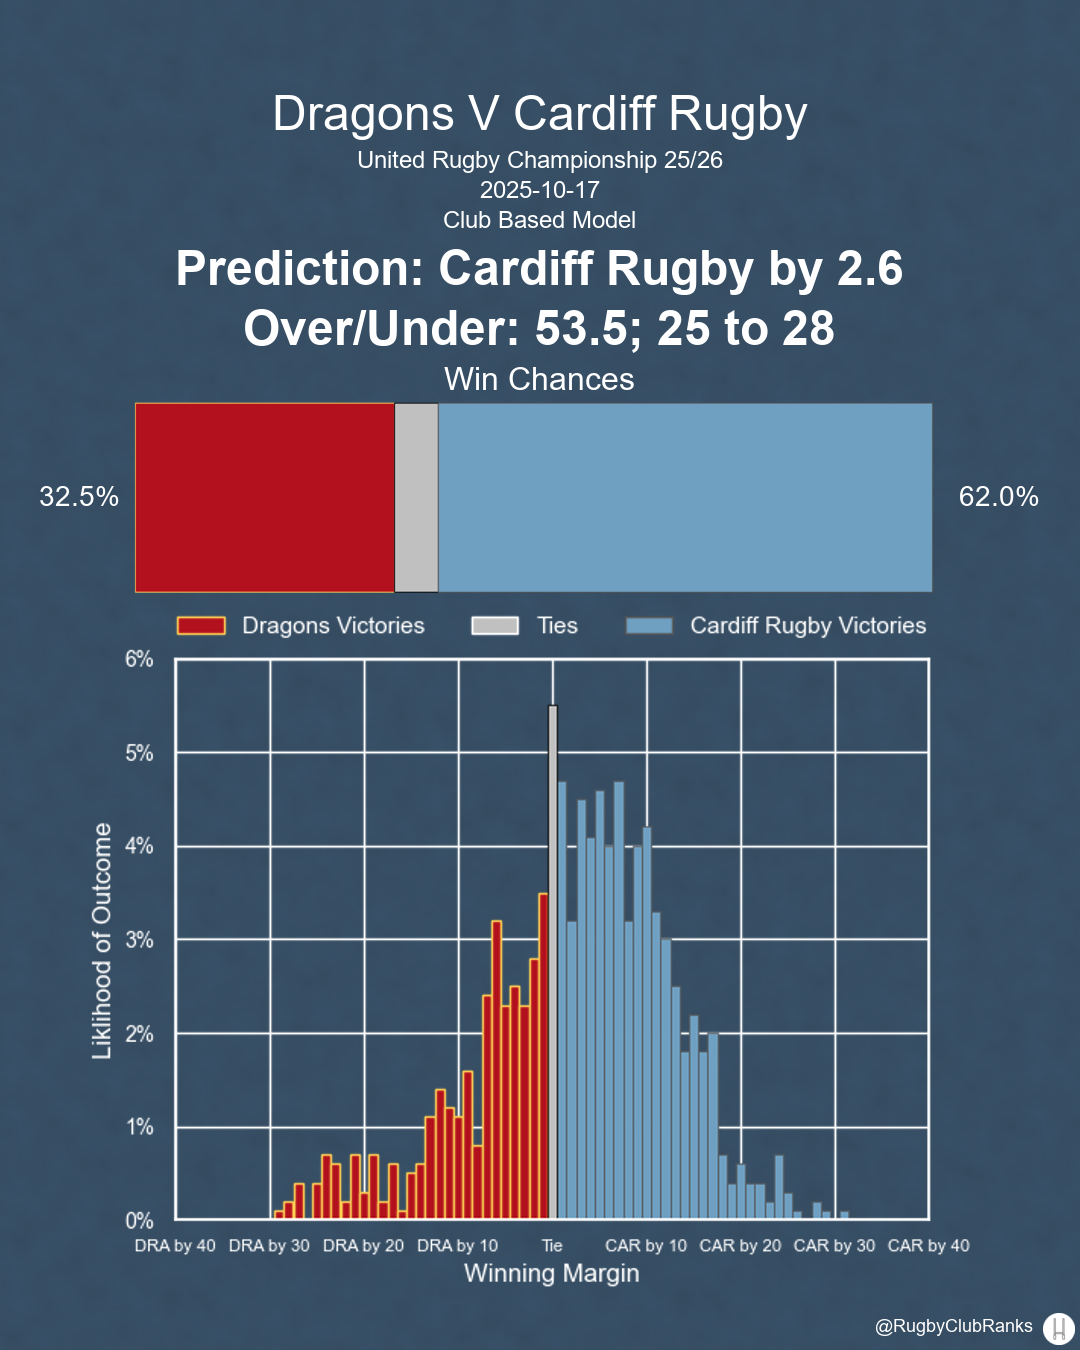 Dragons V Cardiff Rugby
United Rugby Championship 25/26
2025-10-17
Club Based Model
Prediction: Cardiff Rugby by 2.6
Over/Under: 53.5; 25 to 28
Win Chances
32.5%
62.0%
Dragons Victories
Ties
Cardiff Rugby Victories
6%
5%
4%
3%
2%
1%
0%
Liklihood of Outcome
DRA by 40 DRA by 30 DRA by 20 DRA by 10 Tie CAR by 10 CAR by 20 CAR by 30 CAR by 40
Winning Margin
@RugbyClubRanks